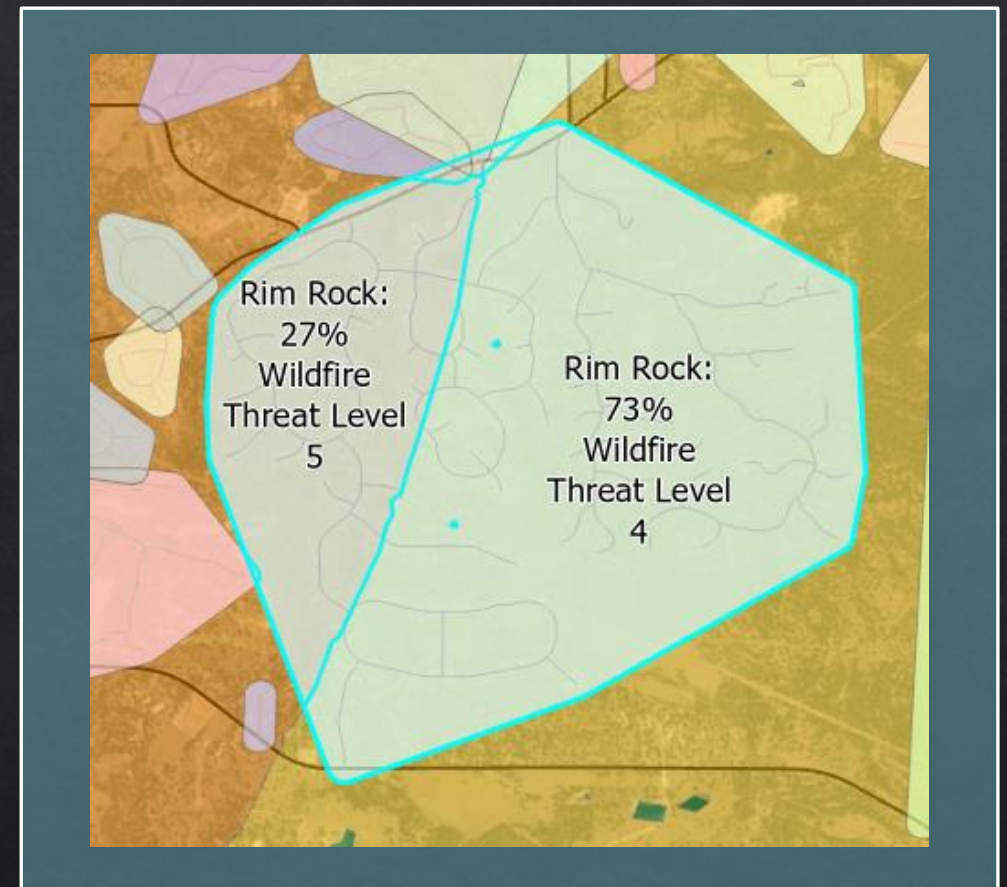 Rim Rock:
27%
Wildfire
Threat Level
5
Rim Rock:
73%
Wildfire
Threat Level
4